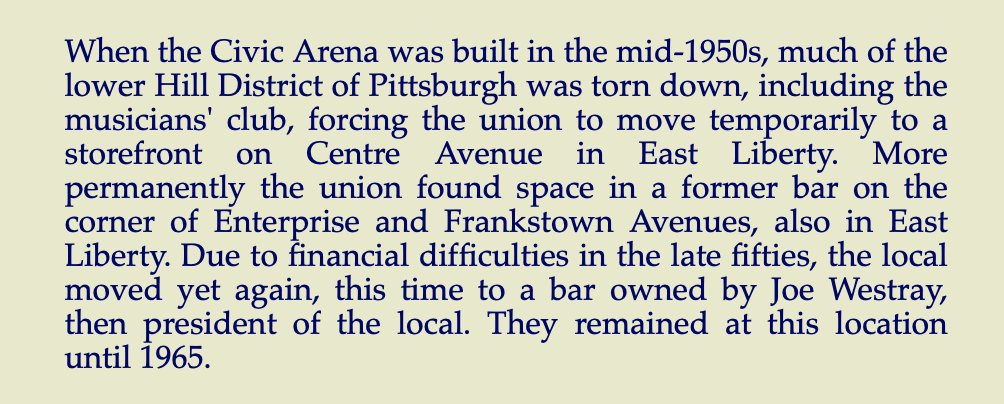 When the Civic Arena was built in the mid-1950s, much of the
lower Hill District of Pittsburgh was torn down, including the
musicians' club, forcing the union to move temporarily to a
storefront on Centre Avenue in East Liberty. More
permanently the union found space in a former bar on the
corner of Enterprise and Frankstown Avenues, also in East
Liberty. Due to financial difficulties in the late fifties, the local
moved yet again, this time to a bar owned by Joe Westray,
then president of the local. They remained at this location
until 1965.